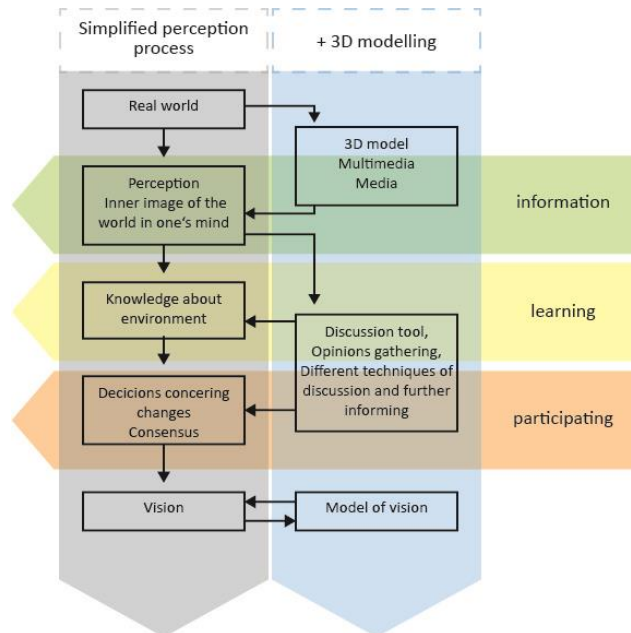 Simplified perception
process
+ 3D modelling
Real world
3D model
Multimedia
Media
Perception
Inner image of the
world in one's mind
information
Knowledge about
environment
learning
Discussion tool,
Opinions gathering,
Different techniques of
discussion and further
informing
Decicions concering
changes
Consensus
participating
Vision
Model of vision